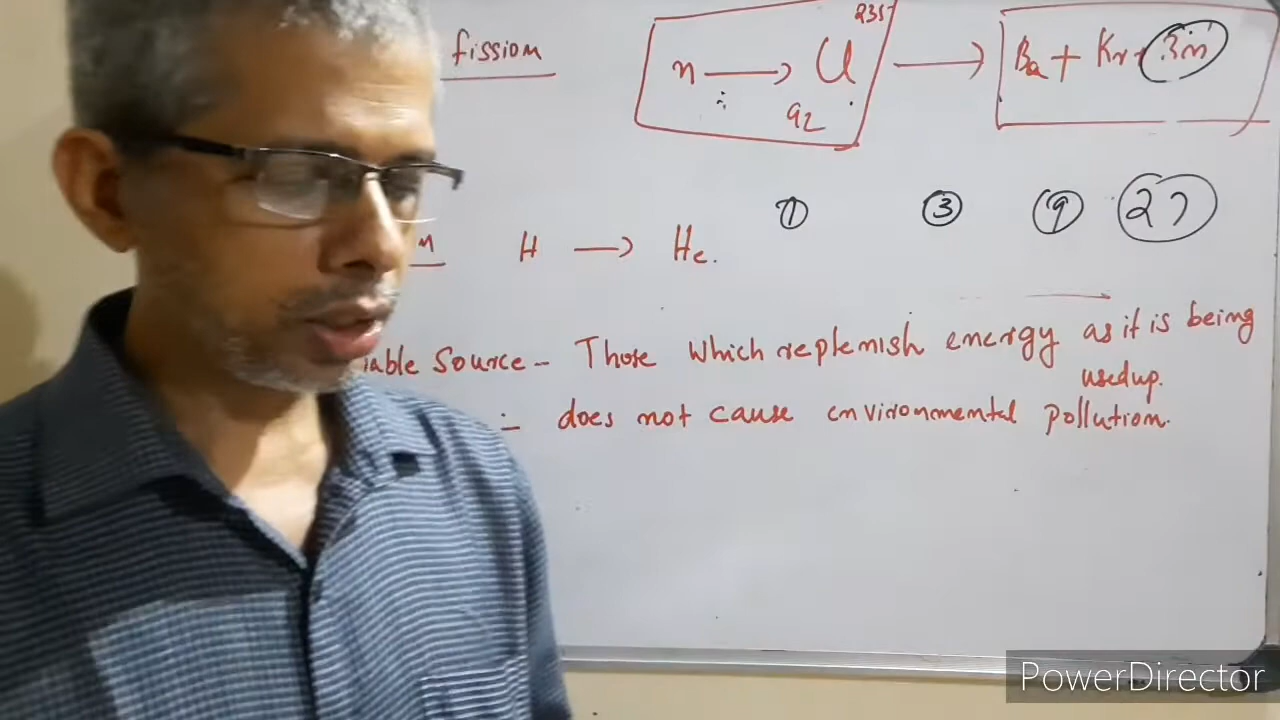 fission n → U 235 92 → Ba + Kr + 3n
① ③ ⑨ 27
n H → He.
iable Source - Those which replenish energy as it is being
used up.
- does not cause environmental pollution.
PowerDirector